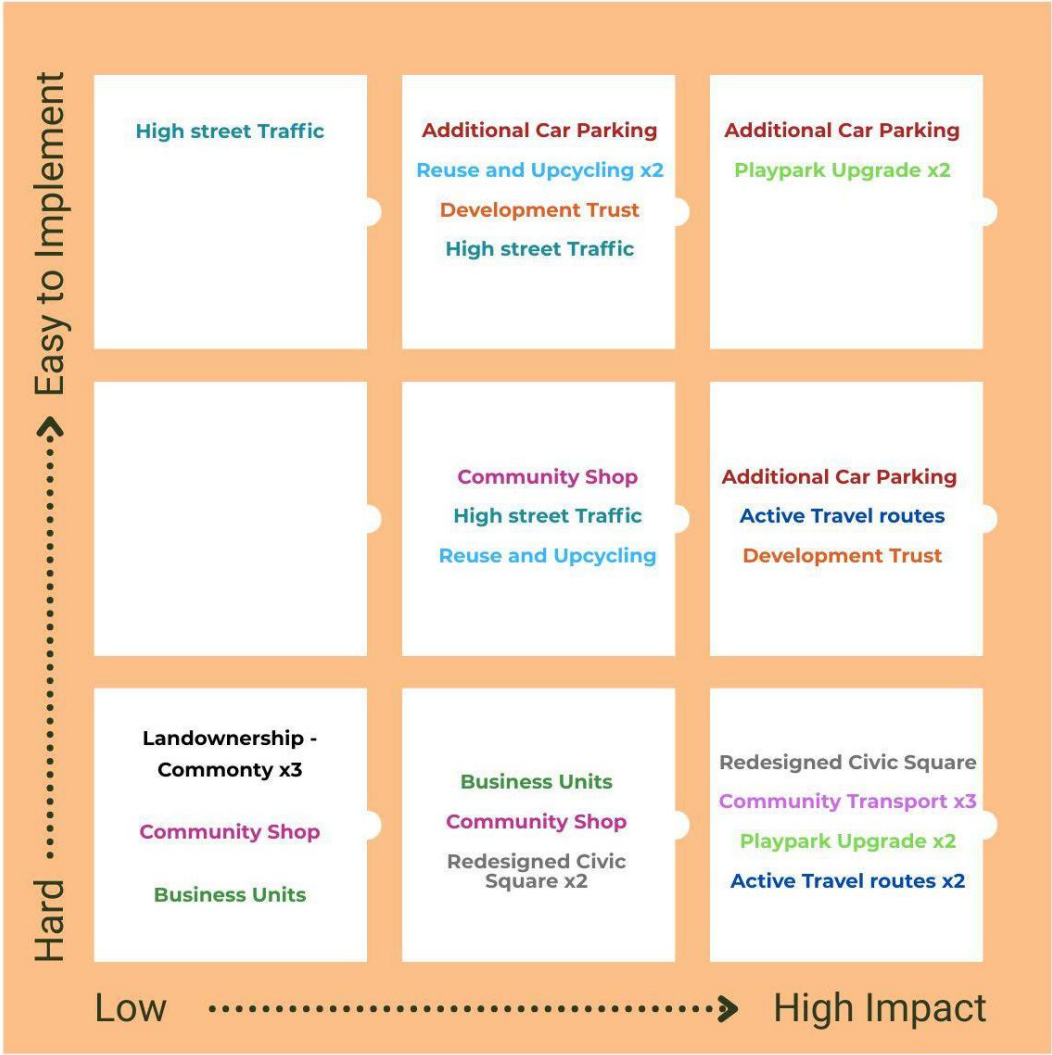 Easy to Implement
High street Traffic
Additional Car Parking
Reuse and Upcycling x2
Development Trust
High street Traffic
Additional Car Parking
Playpark Upgrade x2
Community Shop
High street Traffic
Reuse and Upcycling
Additional Car Parking
Active Travel routes
Development Trust
Hard
Landownership -
Commonty x3
Community Shop
Business Units
Business Units
Community Shop
Redesigned Civic
Square x2
Redesigned Civic Square
Community Transport x3
Playpark Upgrade x2
Active Travel routes x2
Low
High Impact